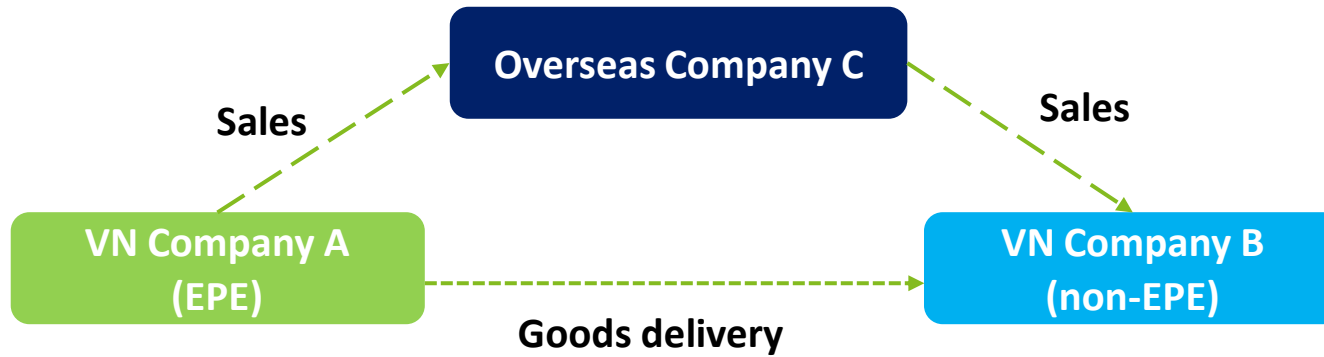 Overseas Company C
Sales
Sales
VN Company A
(EPE)
VN Company B
(non-EPE)
Goods delivery